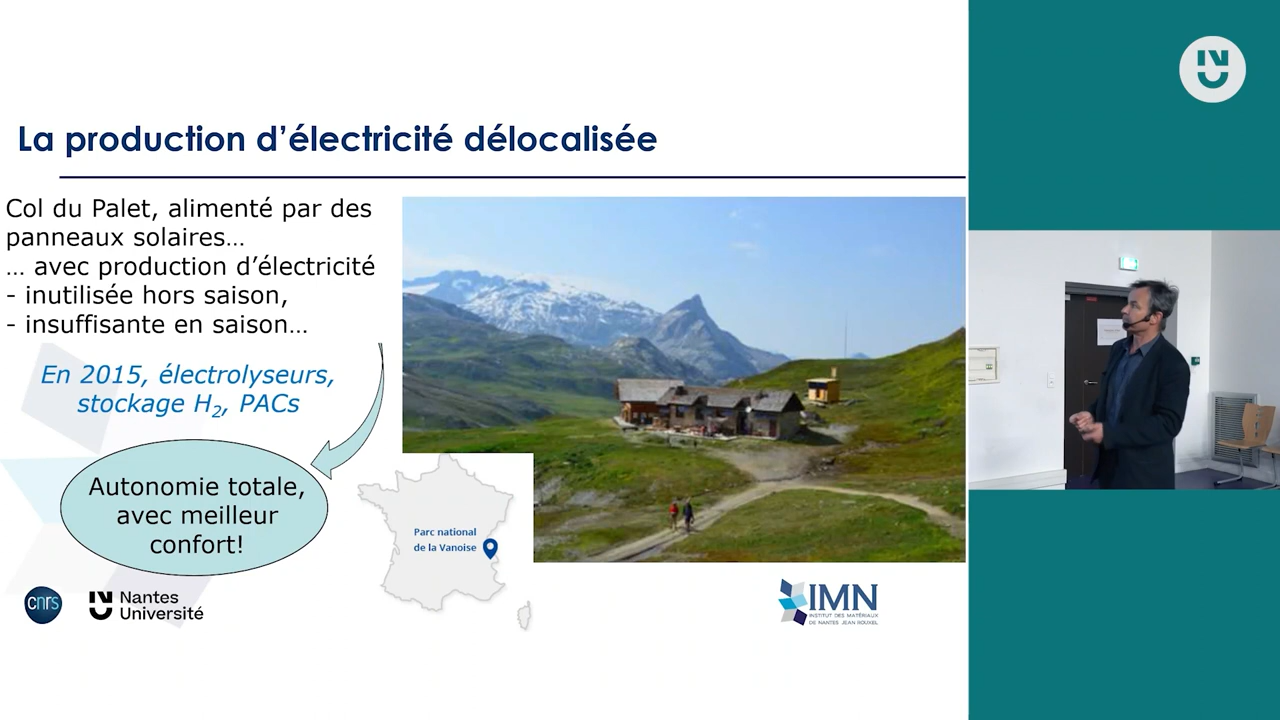 La production d’électricité délocalisée
Col du Palet, alimenté par des
panneaux solaires…
… avec production d’électricité
- inutilisée hors saison,
- insuffisante en saison…
En 2015, électrolyseurs,
stockage H2, PACs
Autonomie totale,
avec meilleur
confort!
Parc national
de la Vanoise
cnrs
Nantes
Université
IMN
INSTITUT DES MATÉRIAUX
DE NANTES JEAN ROUXEL